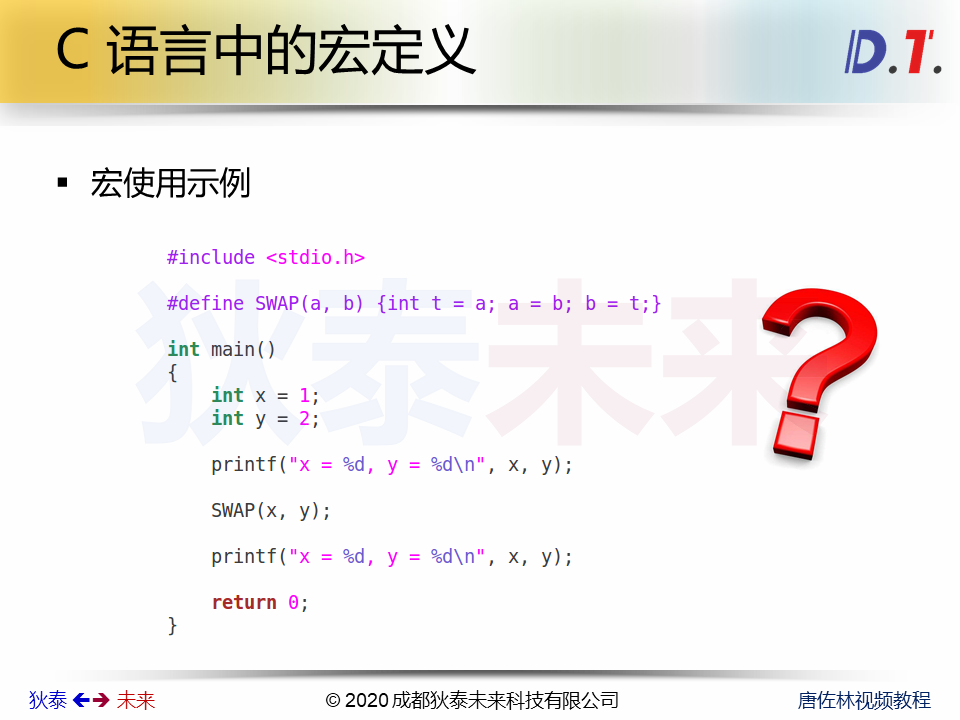 C 语言中的宏定义
D.T.
▪ 宏使用示例
#include <stdio.h>
#define SWAP(a, b) {int t = a; a = b; b = t;}
int main()
{
    int x = 1;
    int y = 2;
    printf("x = %d, y = %d\n", x, y);
    SWAP(x, y);
    printf("x = %d, y = %d\n", x, y);
    return 0;
}
狄泰未来
?
狄泰 未来
© 2020 成都狄泰未来科技有限公司
唐佐林视频教程